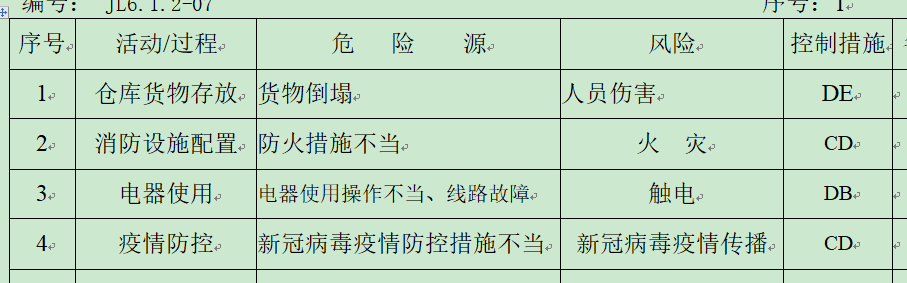 编号： JL6.1.2-07 序号：1
序号 活动/过程 危 险 源 风险 控制措施
1 仓库货物存放 货物倒塌 人员伤害 DE
2 消防设施配置 防火措施不当 火 灾 CD
3 电器使用 电器使用操作不当、线路故障 触电 DB
4 疫情防控 新冠病毒疫情防控措施不当 新冠病毒疫情传播 CD